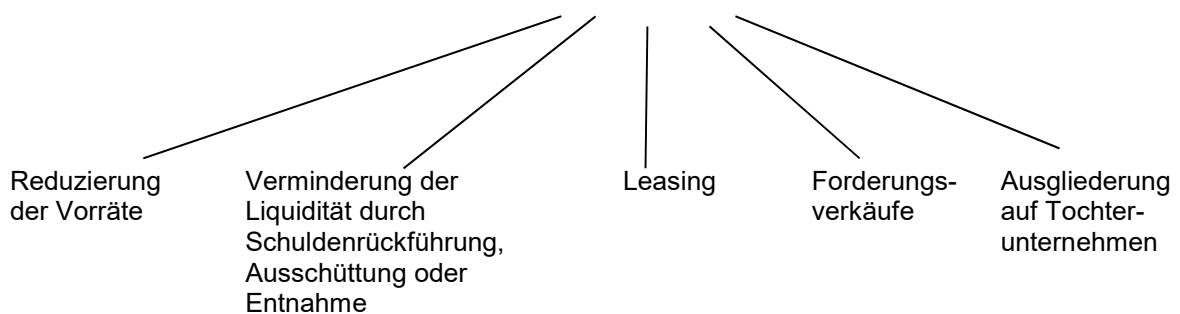 Reduzierung
der Vorräte
Verminderung der
Liquidität durch
Schuldenrückführung,
Ausschüttung oder
Entnahme
Leasing
Forderungs-
verkäufe
Ausgliederung
auf Tochter-
unternehmen